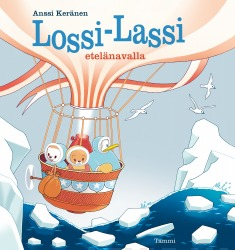 Anssi Keränen
Lossi-Lassi
etelänavalla
Tammi